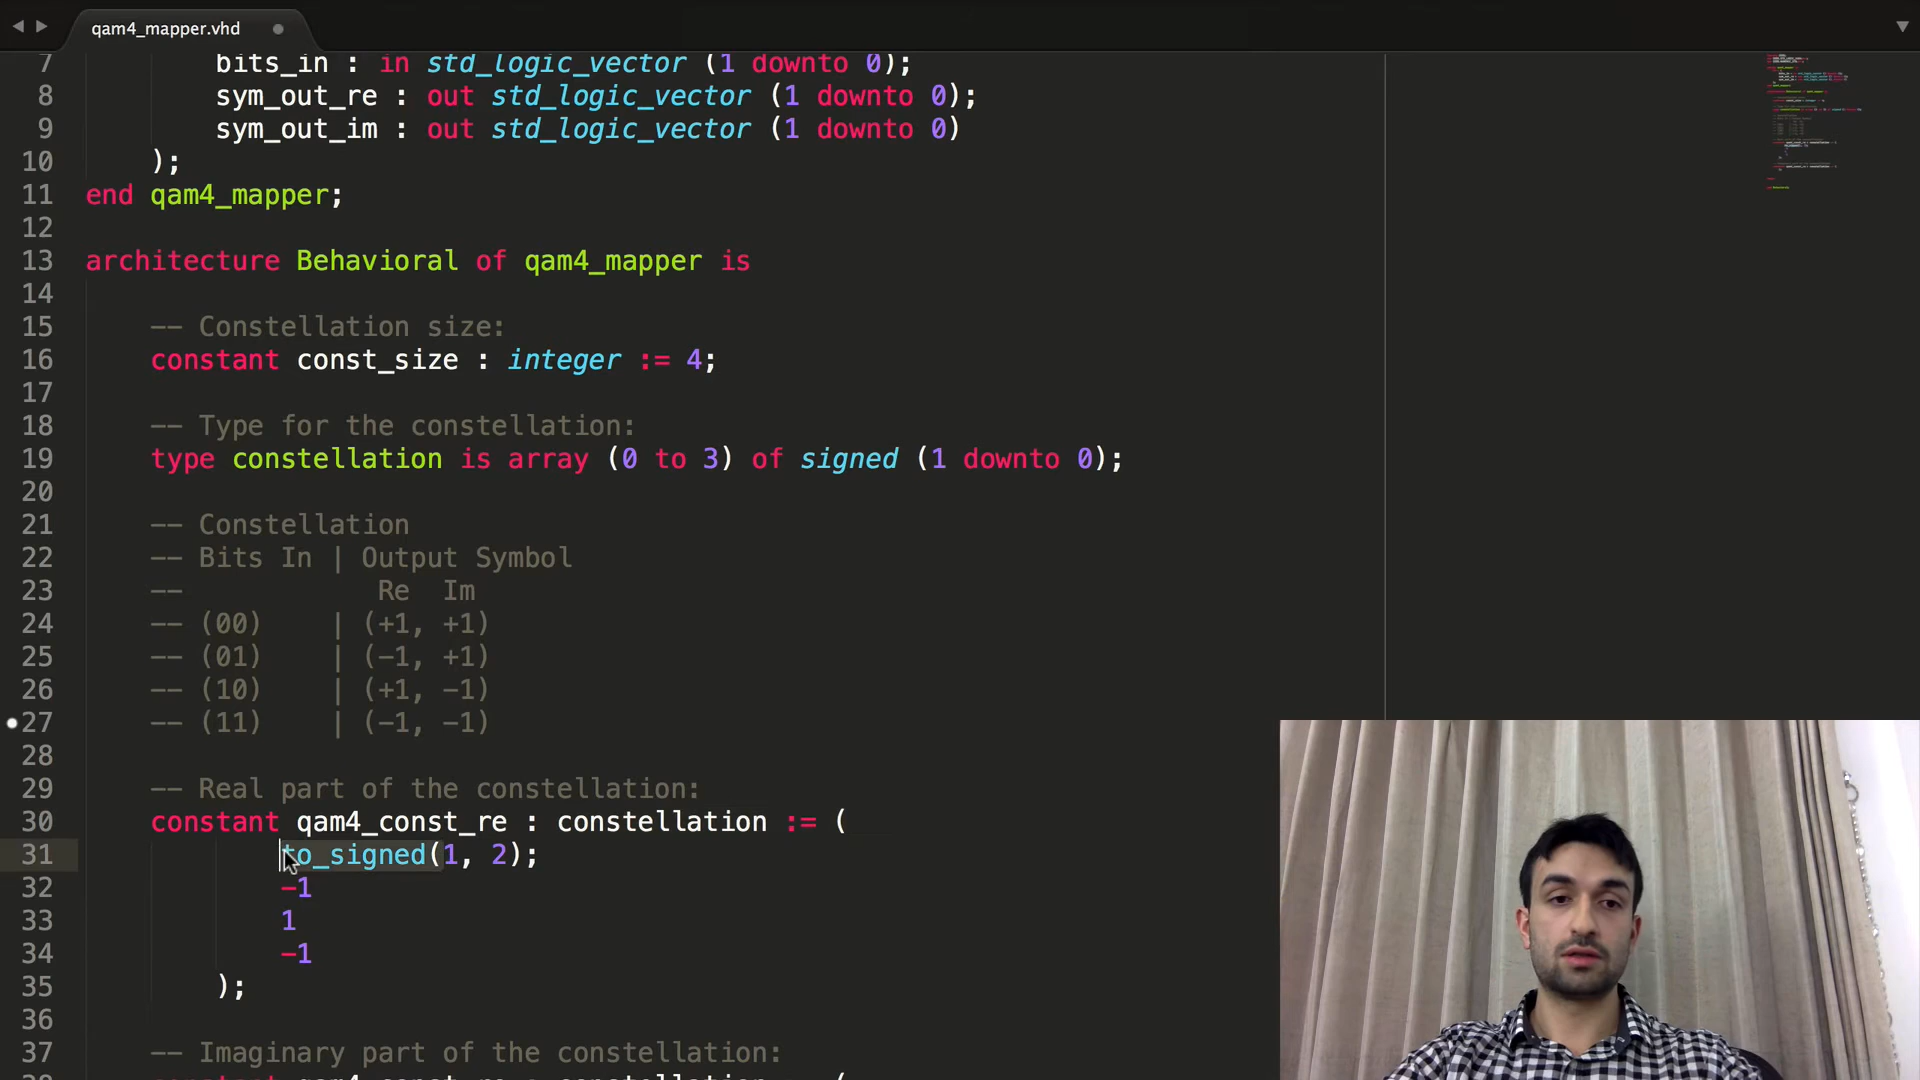 qam4_mapper.vhd
7 bits_in : in std_logic_vector (1 downto 0);
8 sym_out_re : out std_logic_vector (1 downto 0);
9 sym_out_im : out std_logic_vector (1 downto 0)
10 );
11 end qam4_mapper;
12
13 architecture Behavioral of qam4_mapper is
14
15 -- Constellation size:
16 constant const_size : integer := 4;
17
18 -- Type for the constellation:
19 type constellation is array (0 to 3) of signed (1 downto 0);
20
21 -- Constellation
22 -- Bits In | Output Symbol
23 -- Re Im
24 -- (00) | (+1, +1)
25 -- (01) | (-1, +1)
26 -- (10) | (+1, -1)
27 -- (11) | (-1, -1)
28
29 -- Real part of the constellation:
30 constant qam4_const_re : constellation := (
31 to_signed(1, 2);
32 -1
33 1
34 -1
35 );
36
37 -- Imaginary part of the constellation:
constant qam4_const_re : constellation := (